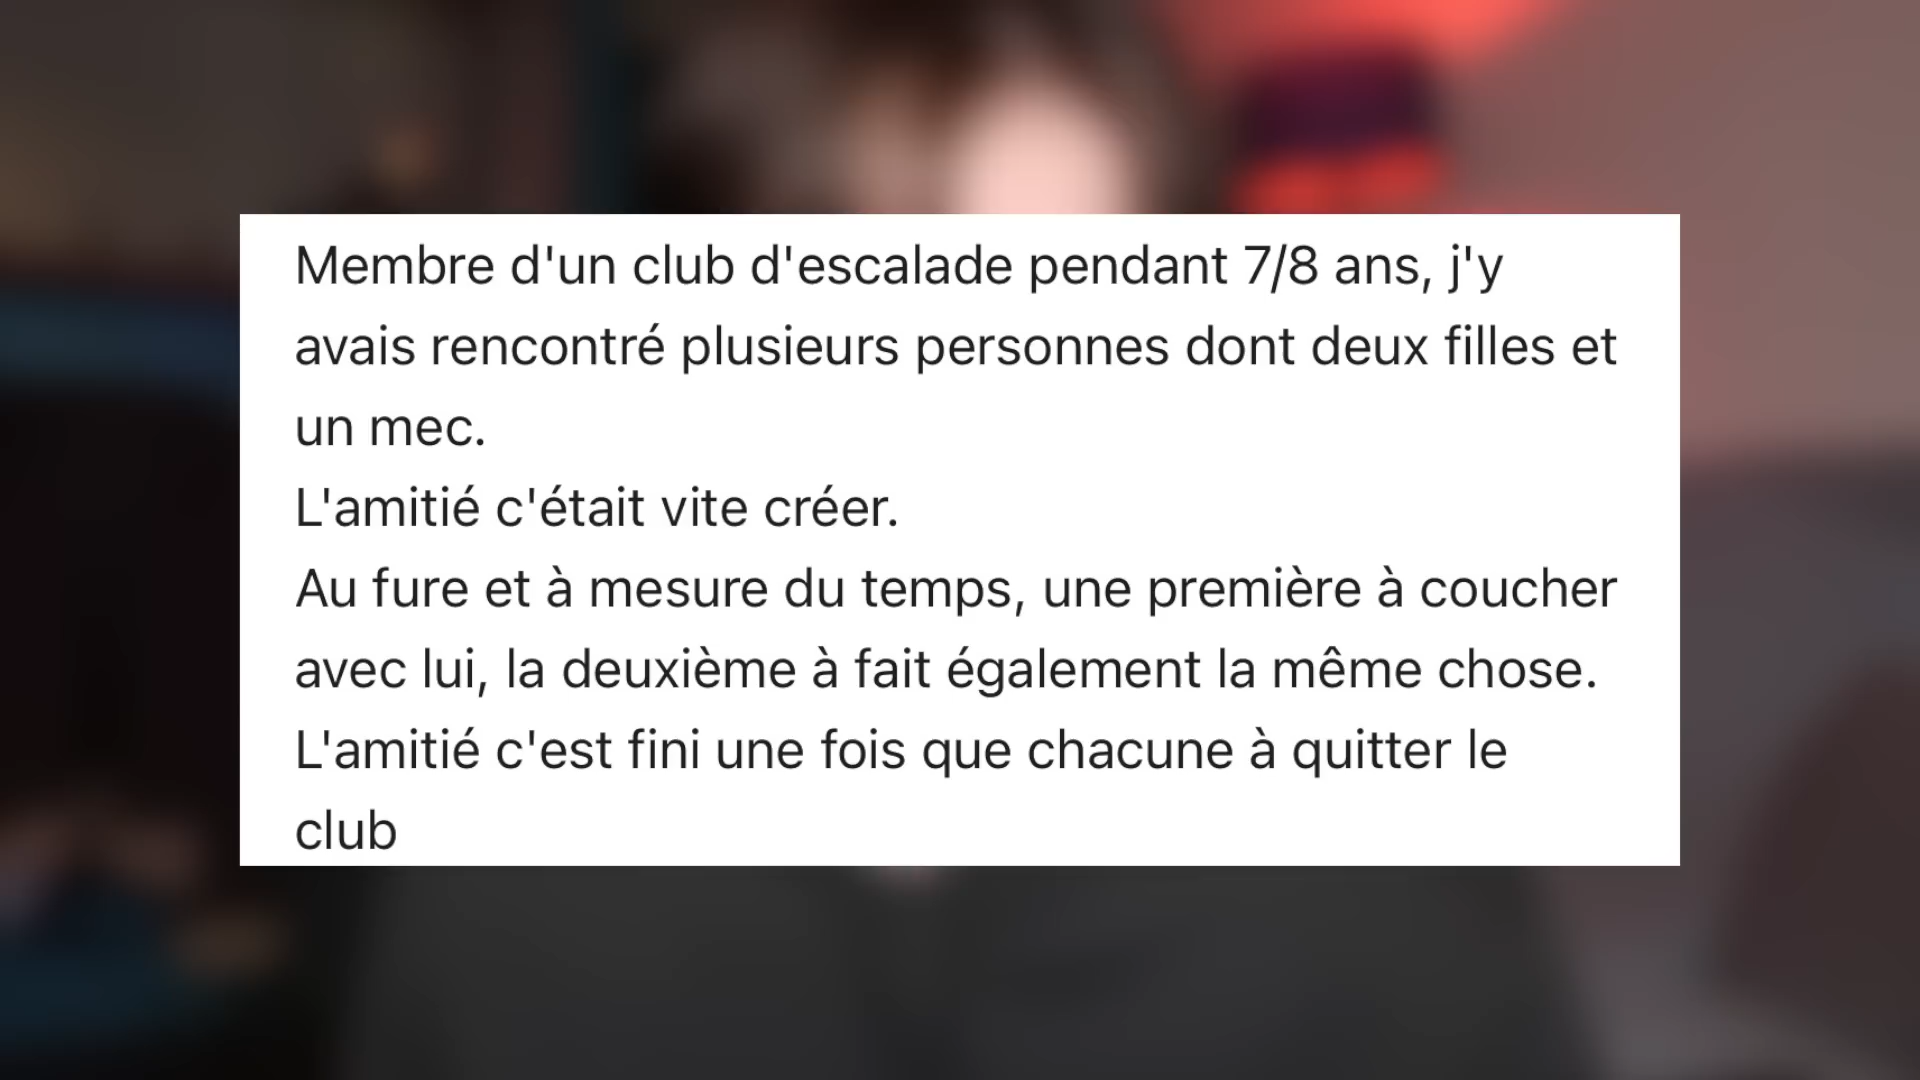 Membre d'un club d'escalade pendant 7/8 ans, j'y
avais rencontré plusieurs personnes dont deux filles et
un mec.
L'amitié c'était vite créer.
Au fure et à mesure du temps, une première à coucher
avec lui, la deuxième à fait également la même chose.
L'amitié c'est fini une fois que chacune à quitter le
club